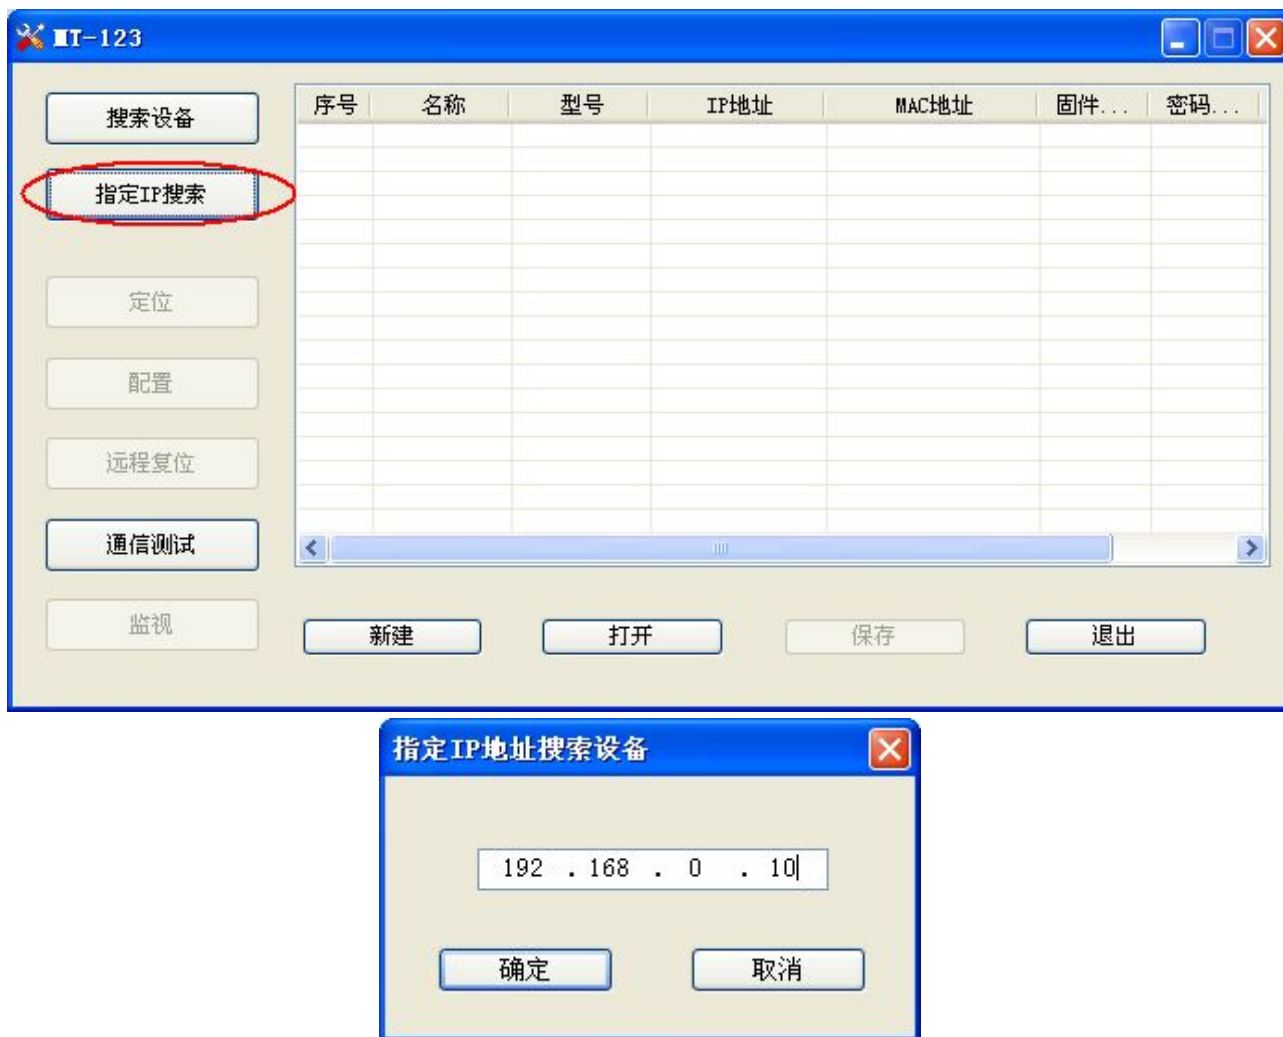 MT-123
搜索设备
序号 名称 型号 IP地址 MAC地址 固件... 密码...
指定IP搜索
定位
配置
远程复位
通信测试
监视
新建 打开 保存 退出
指定IP地址搜索设备
192 . 168 . 0 . 10
确定 取消